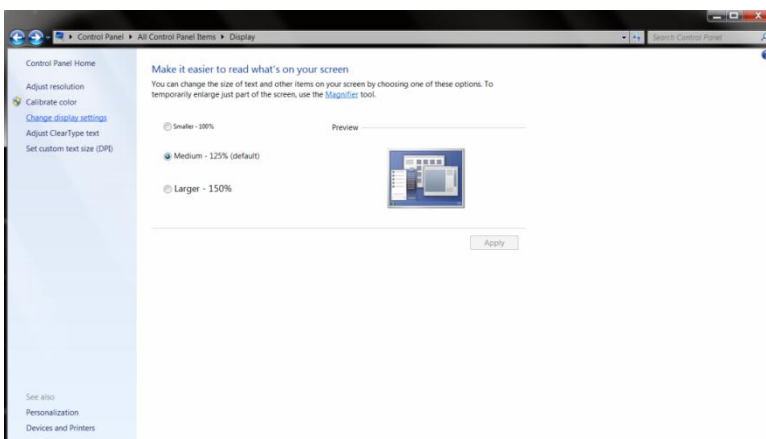 Control Panel ▸ All Control Panel Items ▸ Display
Search Control Panel
Control Panel Home
Adjust resolution
Calibrate color
Change display settings
Adjust ClearType text
Set custom text size (DPI)
Make it easier to read what's on your screen
You can change the size of text and other items on your screen by choosing one of these options. To
temporarily enlarge just part of the screen, use the Magnifier tool.
Smaller - 100%
Preview
Medium - 125% (default)
Larger - 150%
Apply
See also
Personalization
Devices and Printers